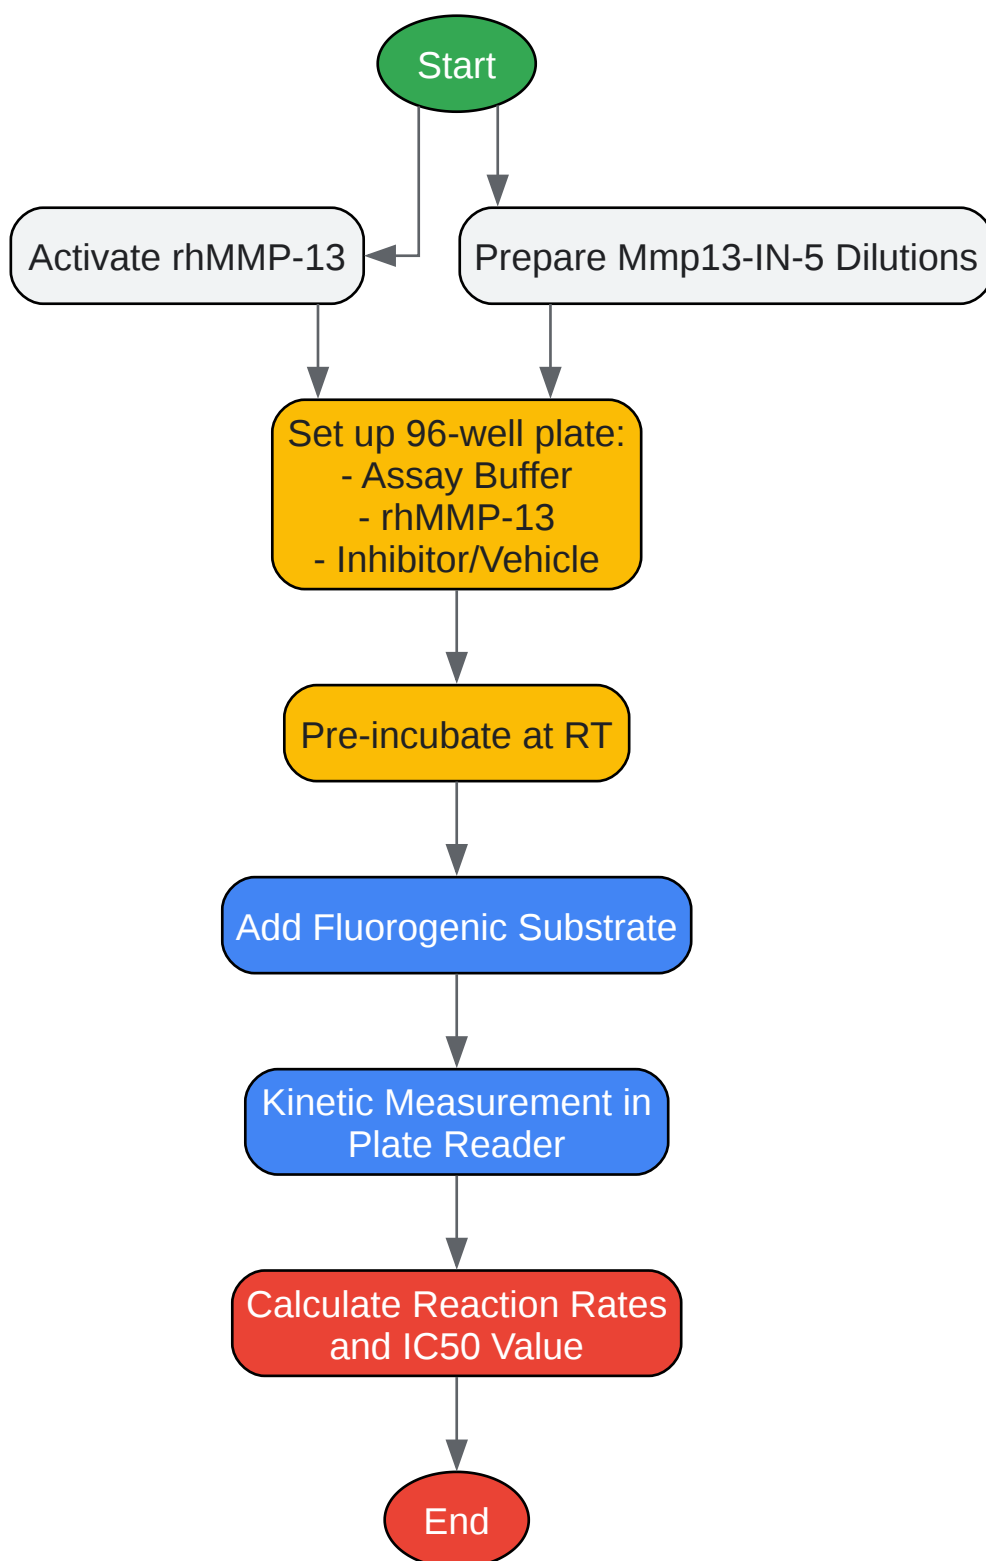 Start
Activate rhMMP-13
Prepare Mmp13-IN-5 Dilutions
Set up 96-well plate:
- Assay Buffer
- rhMMP-13
- Inhibitor/Vehicle
Pre-incubate at RT
Add Fluorogenic Substrate
Kinetic Measurement in
Plate Reader
Calculate Reaction Rates
and IC50 Value
End